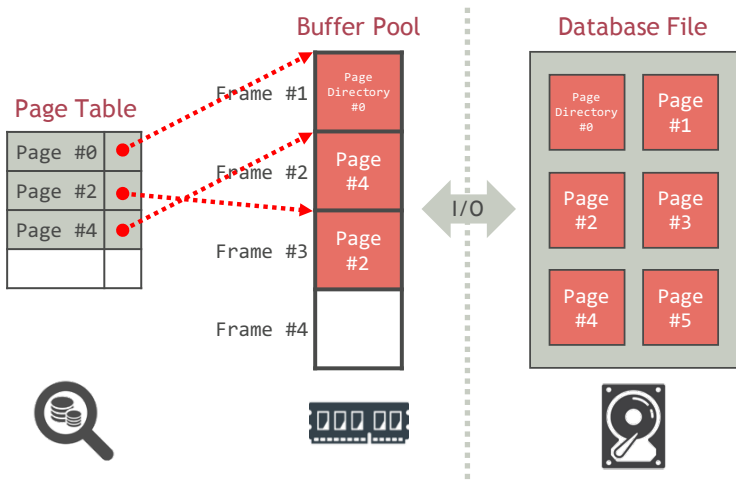 Buffer Pool
Database File
Page Table
Page #0
Page #2
Page #4
Frame #1
Frame #2
Frame #3
Frame #4
Page
Directory
#0
Page
#4
Page
#2
I/O
Page
Directory
#0
Page
#1
Page
#2
Page
#3
Page
#4
Page
#5